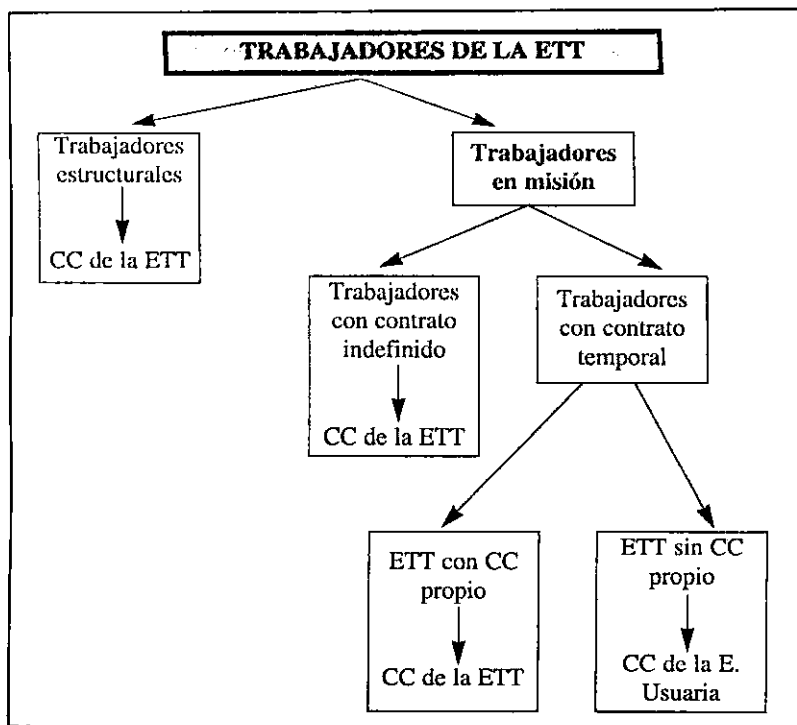 TRABAJADORES DE LA ETT
Trabajadores
estructurales
CC de la ETT
Trabajadores
en misión
Trabajadores
con contrato
indefinido
CC de la ETT
Trabajadores
con contrato
temporal
ETT con CC
propio
CC de la ETT
ETT sin CC
propio
CC de la E.
Usuaria